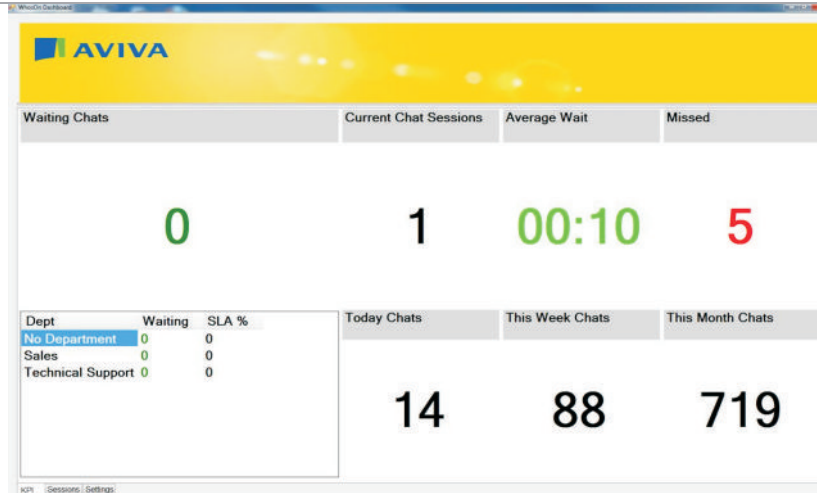 WhosOn Dashboard
AVIVA
Waiting Chats
Current Chat Sessions
Average Wait
Missed
0
1
00:10
5
Dept Waiting SLA %
No Department 0 0
Sales 0 0
Technical Support 0 0
Today Chats
This Week Chats
This Month Chats
14
88
719
KPI Sessions Settings